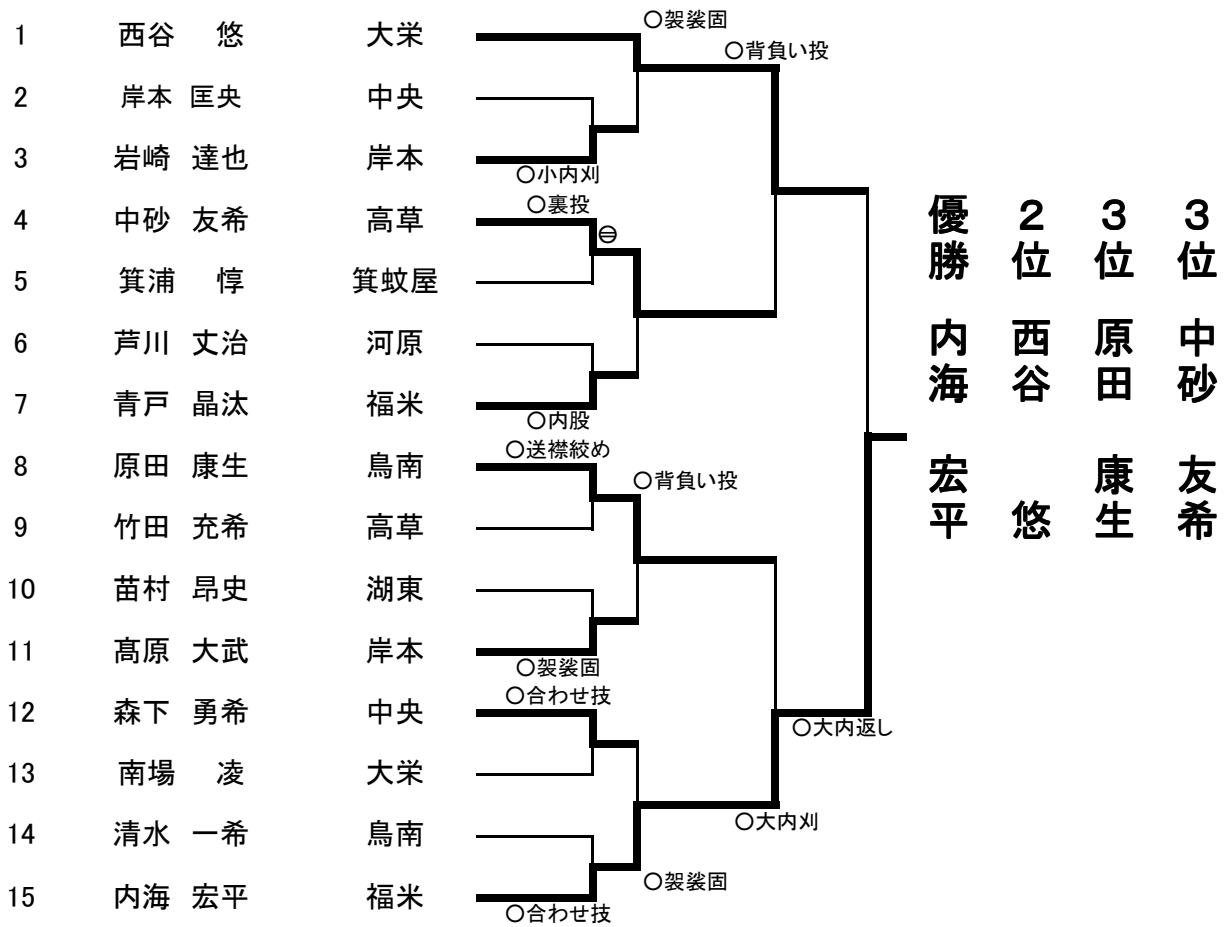 1 西谷 悠 大栄
○袈裟固
○背負い投
2 岸本 匡央 中央
3 岩崎 達也 岸本
○小内刈
○裏投
4 中砂 友希 高草
⊖
5 箕浦 惇 箕蚊屋
6 芦川 丈治 河原
7 青戸 晶汰 福米
○内股
○送襟絞め
8 原田 康生 鳥南
○背負い投
9 竹田 充希 高草
10 苗村 昂史 湖東
11 髙原 大武 岸本
○袈裟固
○合わせ技
12 森下 勇希 中央
○大内返し
13 南場 凌 大栄
○大内刈
14 清水 一希 鳥南
○袈裟固
15 内海 宏平 福米
○合わせ技
優勝 内海 宏平
２位 西谷 悠
３位 原田 康生
３位 中砂 友希